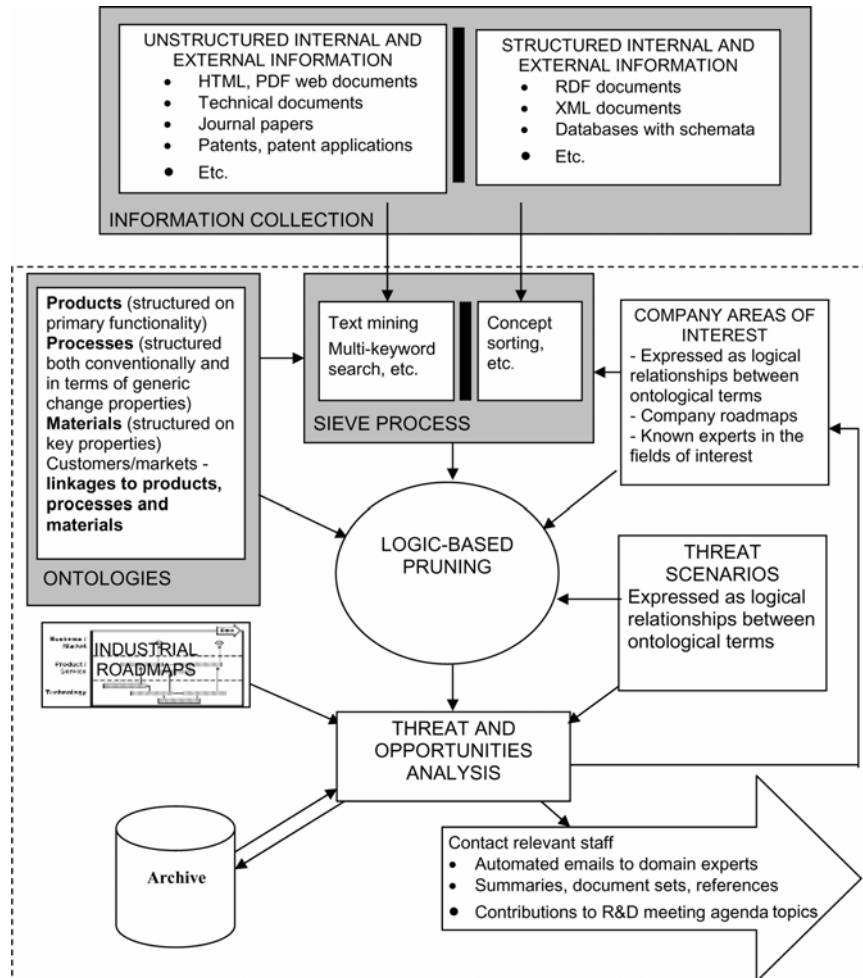 UNSTRUCTURED INTERNAL AND
EXTERNAL INFORMATION
• HTML, PDF web documents
• Technical documents
• Journal papers
• Patents, patent applications
• Etc.
STRUCTURED INTERNAL AND
EXTERNAL INFORMATION
• RDF documents
• XML documents
• Databases with schemata
• Etc.
INFORMATION COLLECTION
Products (structured on
primary functionality)
Processes (structured
both conventionally and
in terms of generic
change properties)
Materials (structured on
key properties)
Customers/markets -
linkages to products,
processes and
materials
ONTOLOGIES
Text mining
Multi-keyword
search, etc.
Concept
sorting,
etc.
SIEVE PROCESS
COMPANY AREAS OF
INTEREST
- Expressed as logical
relationships between
ontological terms
- Company roadmaps
- Known experts in the
fields of interest
LOGIC-BASED
PRUNING
THREAT
SCENARIOS
Expressed as logical
relationships between
ontological terms
Business /
Market
Product /
Service
Technology
INDUSTRIAL
ROADMAPS
THREAT AND
OPPORTUNITIES
ANALYSIS
Archive
Contact relevant staff
• Automated emails to domain experts
• Summaries, document sets, references
• Contributions to R&D meeting agenda topics